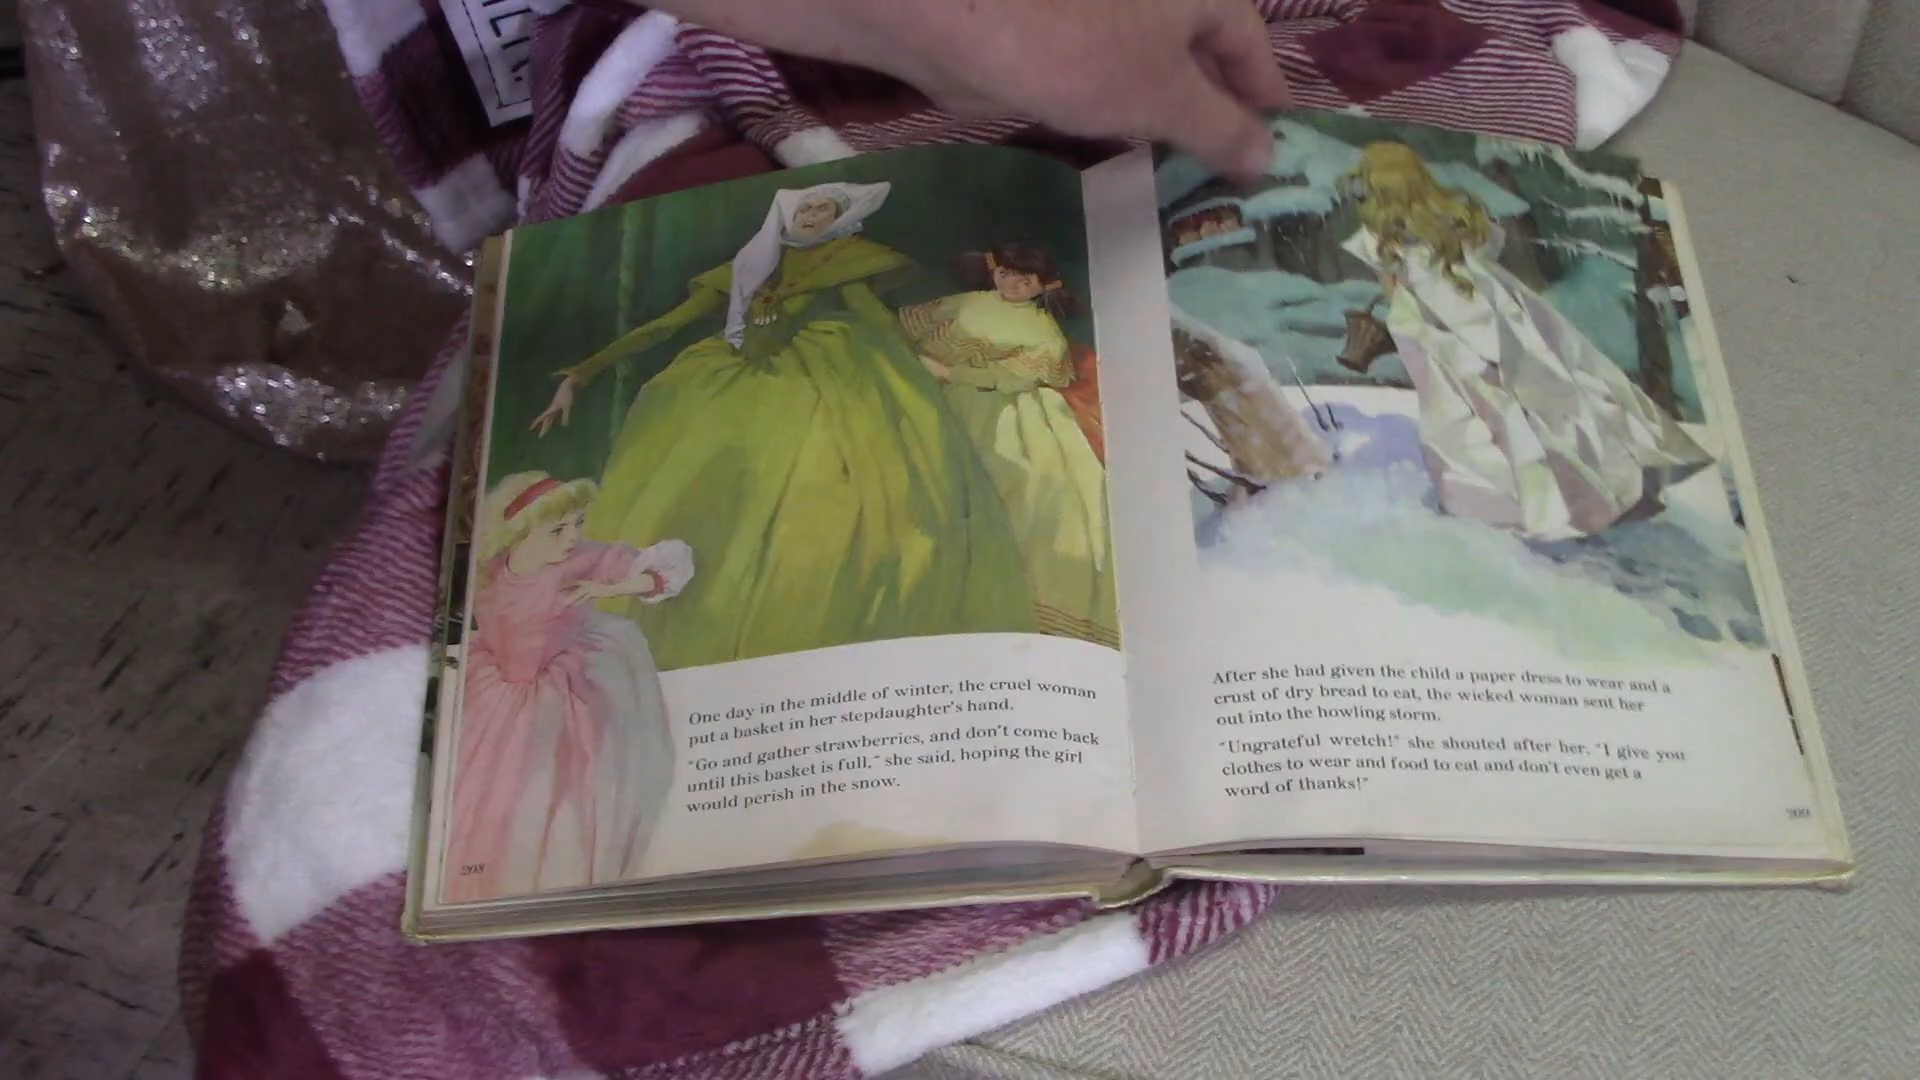 One day in the middle of winter, the cruel woman
put a basket in her stepdaughter's hand.
"Go and gather strawberries, and don't come back
until this basket is full," she said, hoping the girl
would perish in the snow.
208
After she had given the child a paper dress to wear and a
crust of dry bread to eat, the wicked woman sent her
out into the howling storm.
"Ungrateful wretch!" she shouted after her. "I give you
clothes to wear and food to eat and don't even get a
word of thanks!"
209